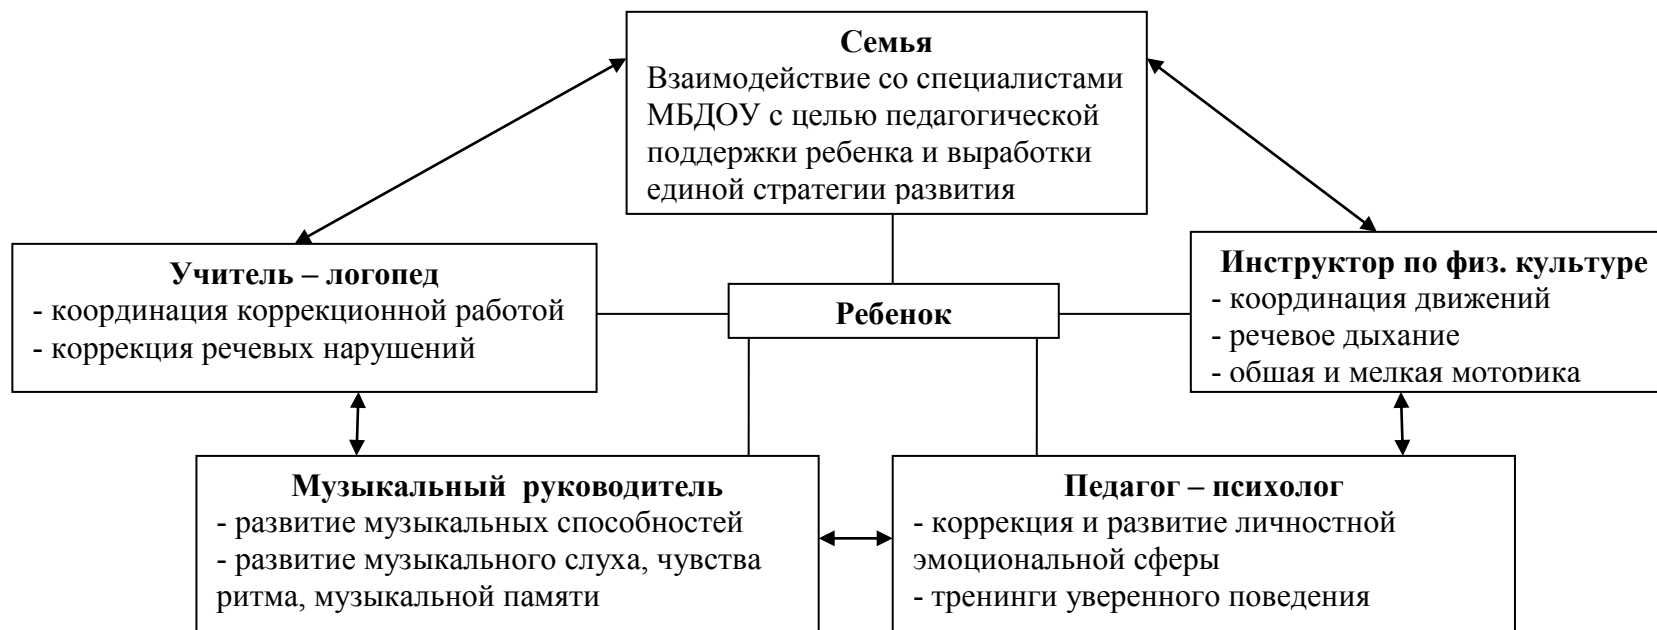 Семья
Взаимодействие со специалистами
МБДОУ с целью педагогической
поддержки ребенка и выработки
единой стратегии развития
Учитель – логопед
- координация коррекционной работой
- коррекция речевых нарушений
Ребенок
Инструктор по физ. культуре
- координация движений
- речевое дыхание
- общая и мелкая моторика
Музыкальный руководитель
- развитие музыкальных способностей
- развитие музыкального слуха, чувства
ритма, музыкальной памяти
Педагог – психолог
- коррекция и развитие личностной
эмоциональной сферы
- тренинги уверенного поведения